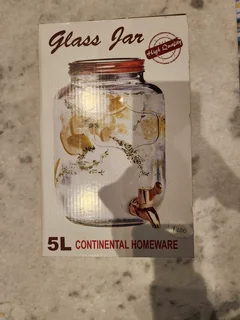 Glass Jar
High Quality
5L CONTINENTAL HOMEWARE